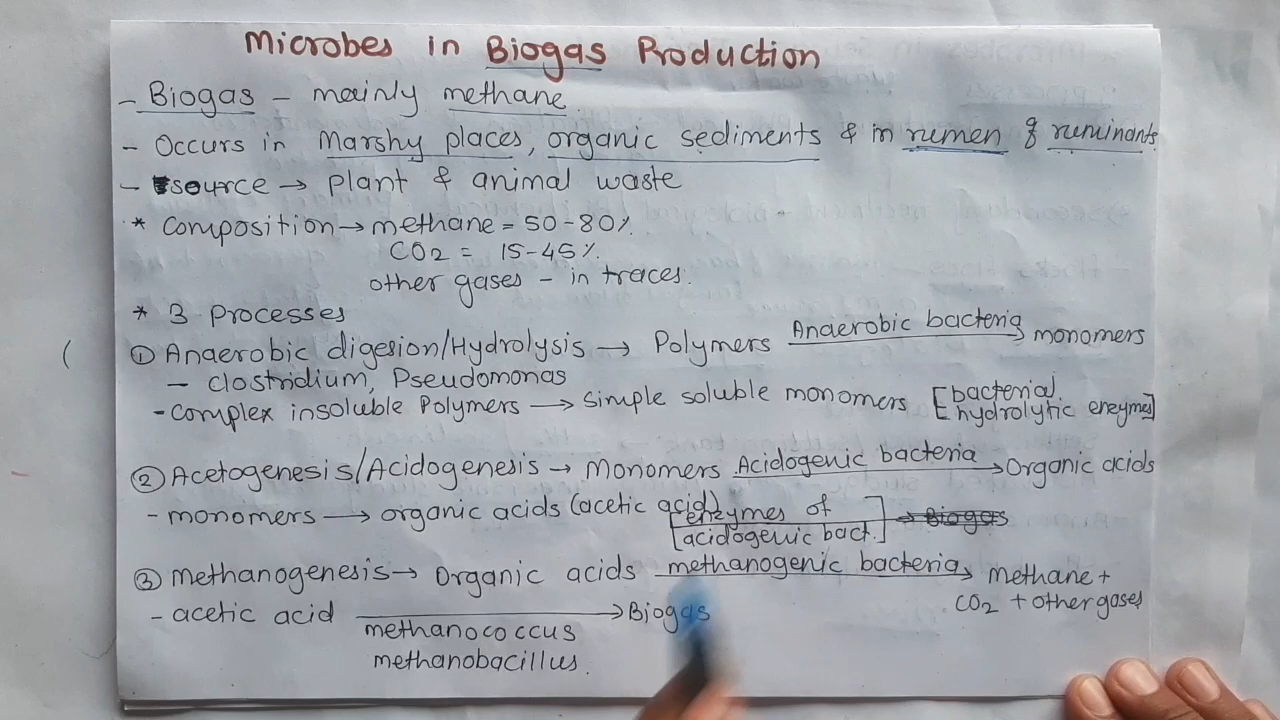 Microbes in Biogas Production
- Biogas - mainly methane.
- Occurs in Marshy places, organic sediments & in rumen of ruminants.
- source → plant & animal waste
* Composition → methane = 50-80%.
CO2 = 15-45%.
other gases - in traces.
* 3 Processes
① Anaerobic digesion/Hydrolysis → Polymers Anaerobic bacteria → monomers
- clostridium, Pseudomonas
- complex insoluble Polymers → simple soluble monomers [bacterial hydrolytic enzymes]
② Acetogenesis/Acidogenesis → Monomers Acidogenic bacteria → Organic acids
- monomers → organic acids (acetic acid) [enzymes of acidogenic bact.] → Biogas
③ Methanogenesis → Organic acids methanogenic bacteria → methane + CO2 + other gases
- acetic acid → Biogas
methanococcus
methanobacillus.